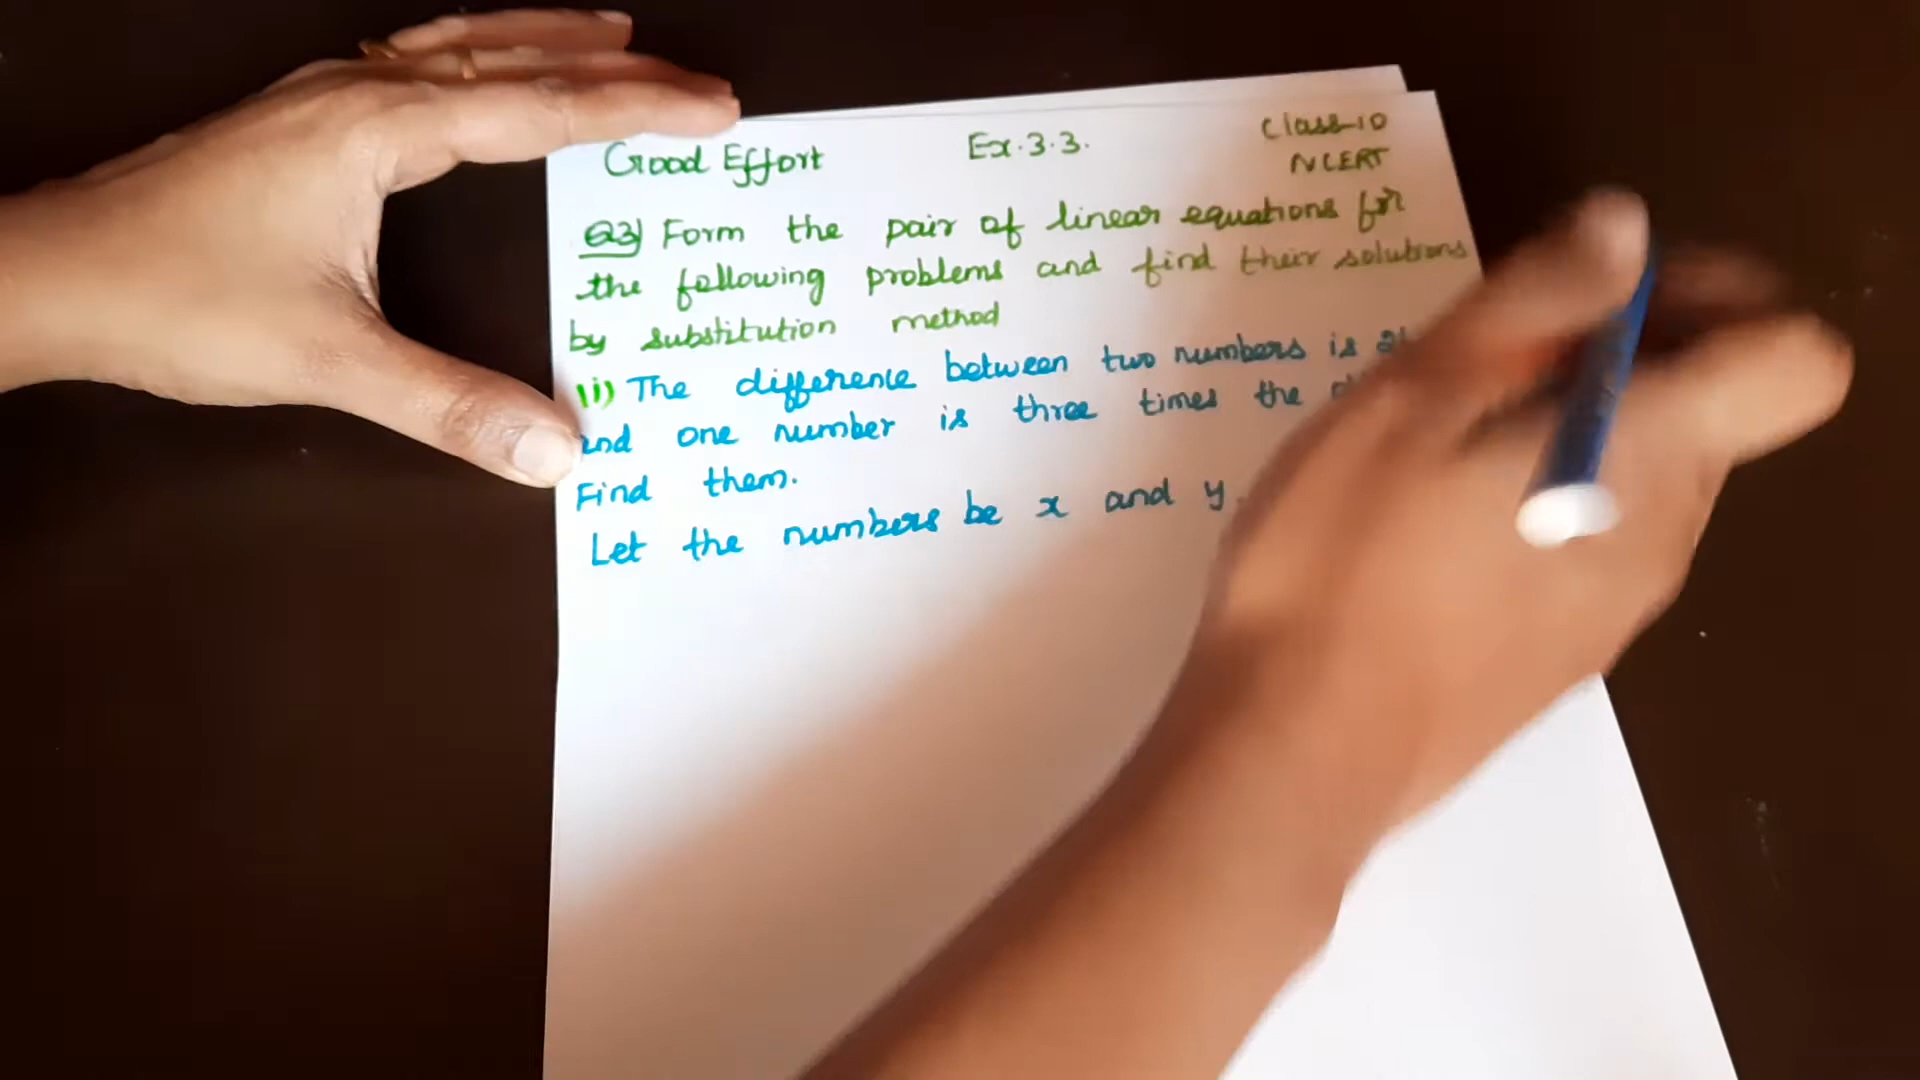 Good Effort
Ex.3.3.
Class-10
NCERT
Q3) Form the pair of linear equations for
the following problems and find their solutions
by substitution method
(i) The difference between two numbers is
and one number is three times the
Find them.
Let the numbers be x and y.